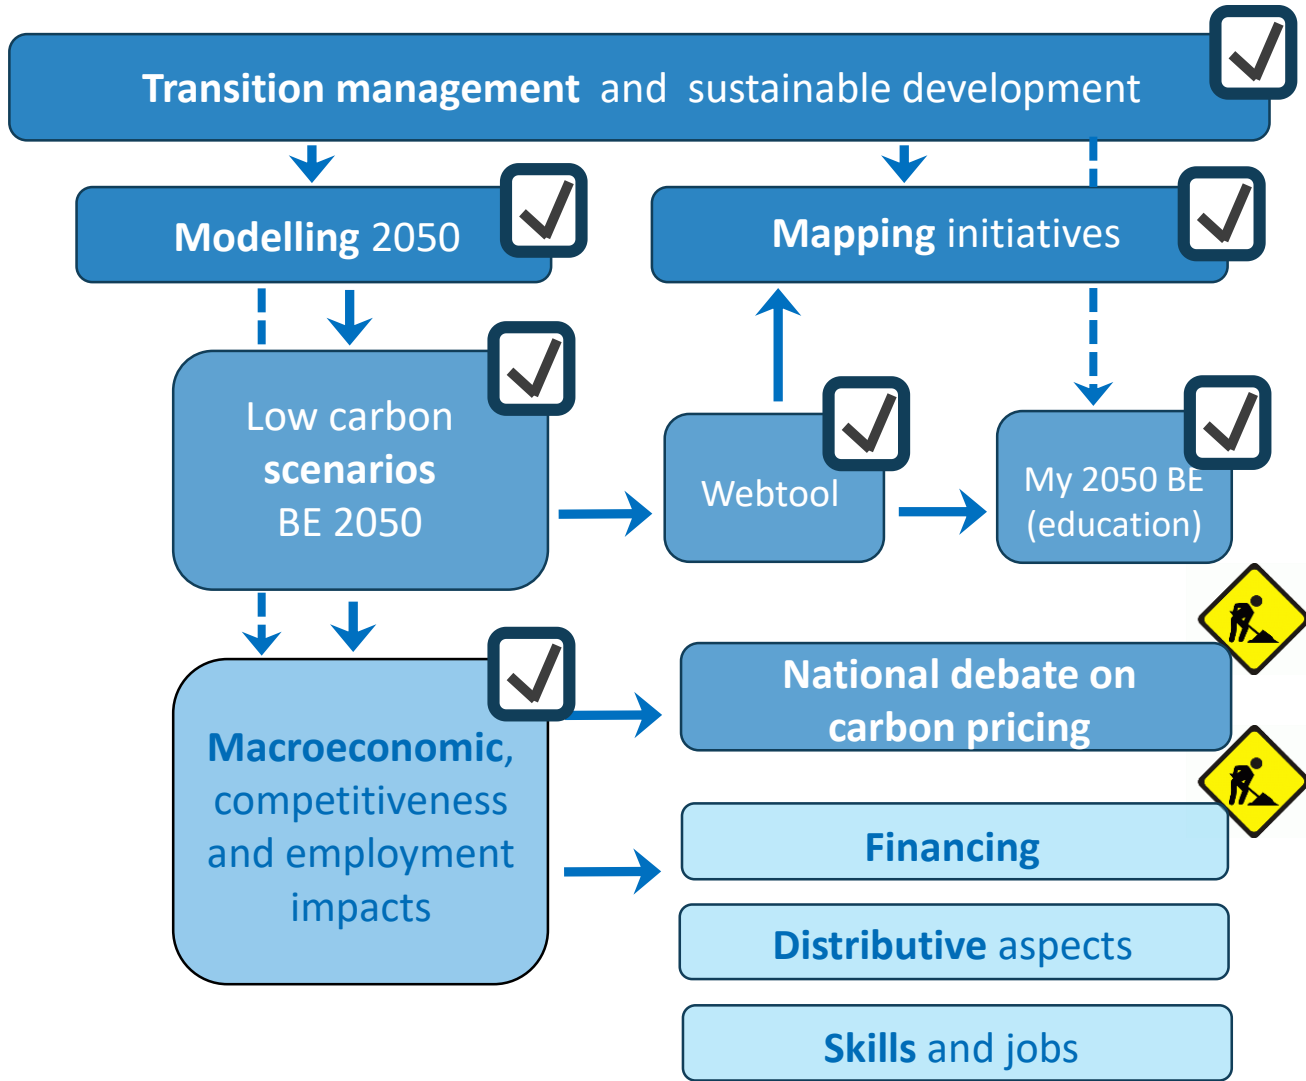 Transition management and sustainable development
Modelling 2050
Mapping initiatives
Low carbon
scenarios
BE 2050
Webtool
My 2050 BE
(education)
National debate on
carbon pricing
Macroeconomic,
competitiveness
and employment
impacts
Financing
Distributive aspects
Skills and jobs